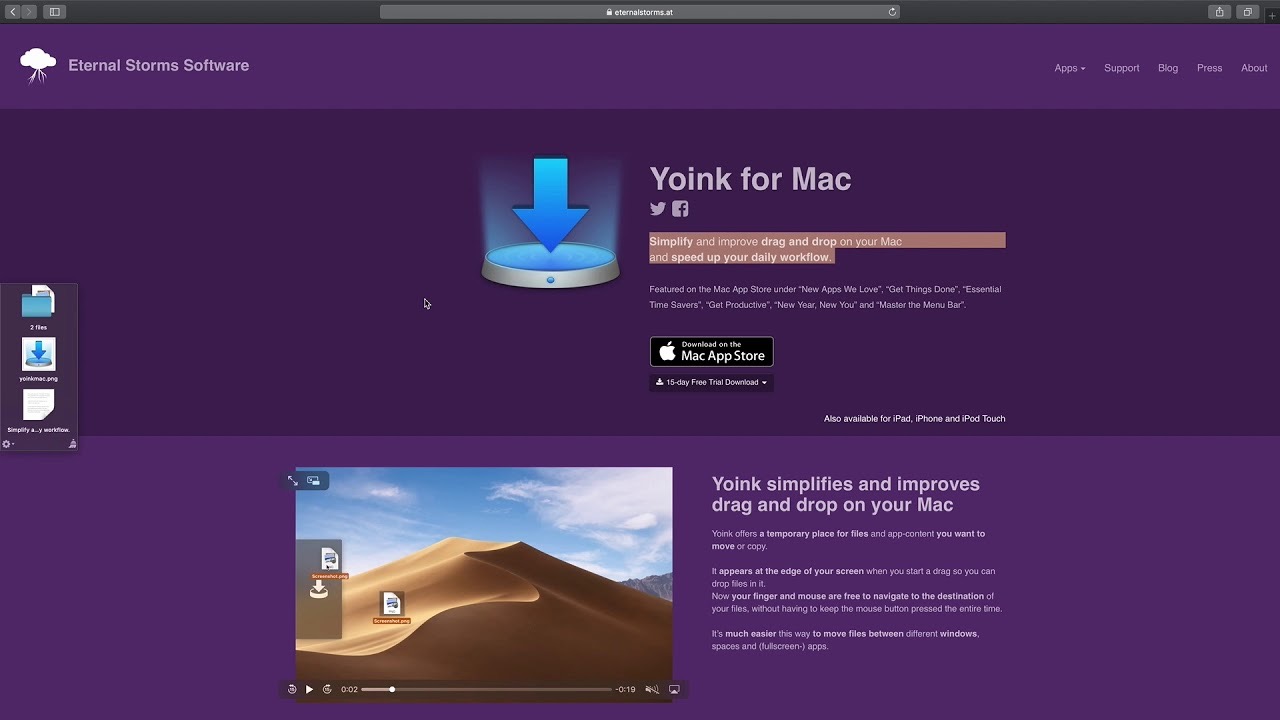 eternalstorms.at
Eternal Storms Software
Apps
Support
Blog
Press
About
Yoink for Mac
Simplify and improve drag and drop on your Mac
and speed up your daily workflow.
Featured on the Mac App Store under “New Apps We Love”, “Get Things Done”, “Essential
Time Savers”, “Get Productive”, “New Year, New You” and “Master the Menu Bar”.
Download on the
Mac App Store
15-day Free Trial Download
Also available for iPad, iPhone and iPod Touch
2 files
yoinkmac.png
Simplify a...y workflow.
Screenshot.png
Screenshot.png
0:02
-0:19
Yoink simplifies and improves
drag and drop on your Mac
Yoink offers a temporary place for files and app-content you want to
move or copy.
It appears at the edge of your screen when you start a drag so you can
drop files in it.
Now your finger and mouse are free to navigate to the destination of
your files, without having to keep the mouse button pressed the entire time.
It's much easier this way to move files between different windows,
spaces and (fullscreen-) apps.